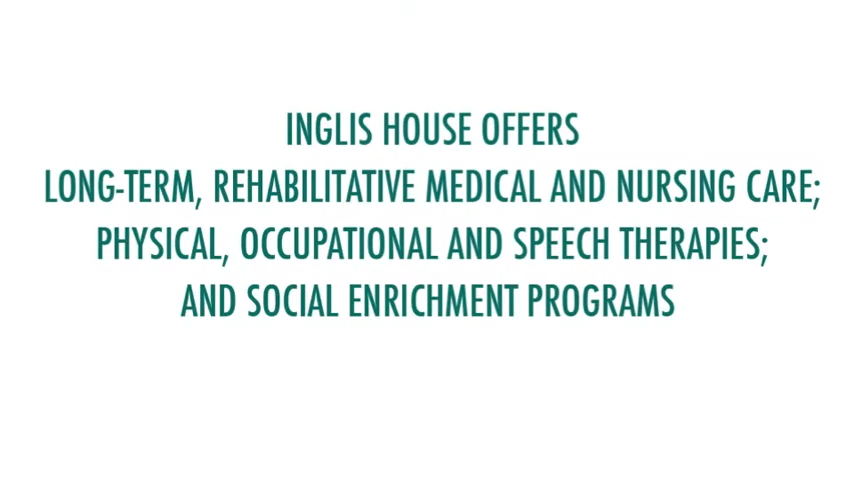 INGLIS HOUSE OFFERS
LONG-TERM, REHABILITATIVE MEDICAL AND NURSING CARE;
PHYSICAL, OCCUPATIONAL AND SPEECH THERAPIES;
AND SOCIAL ENRICHMENT PROGRAMS